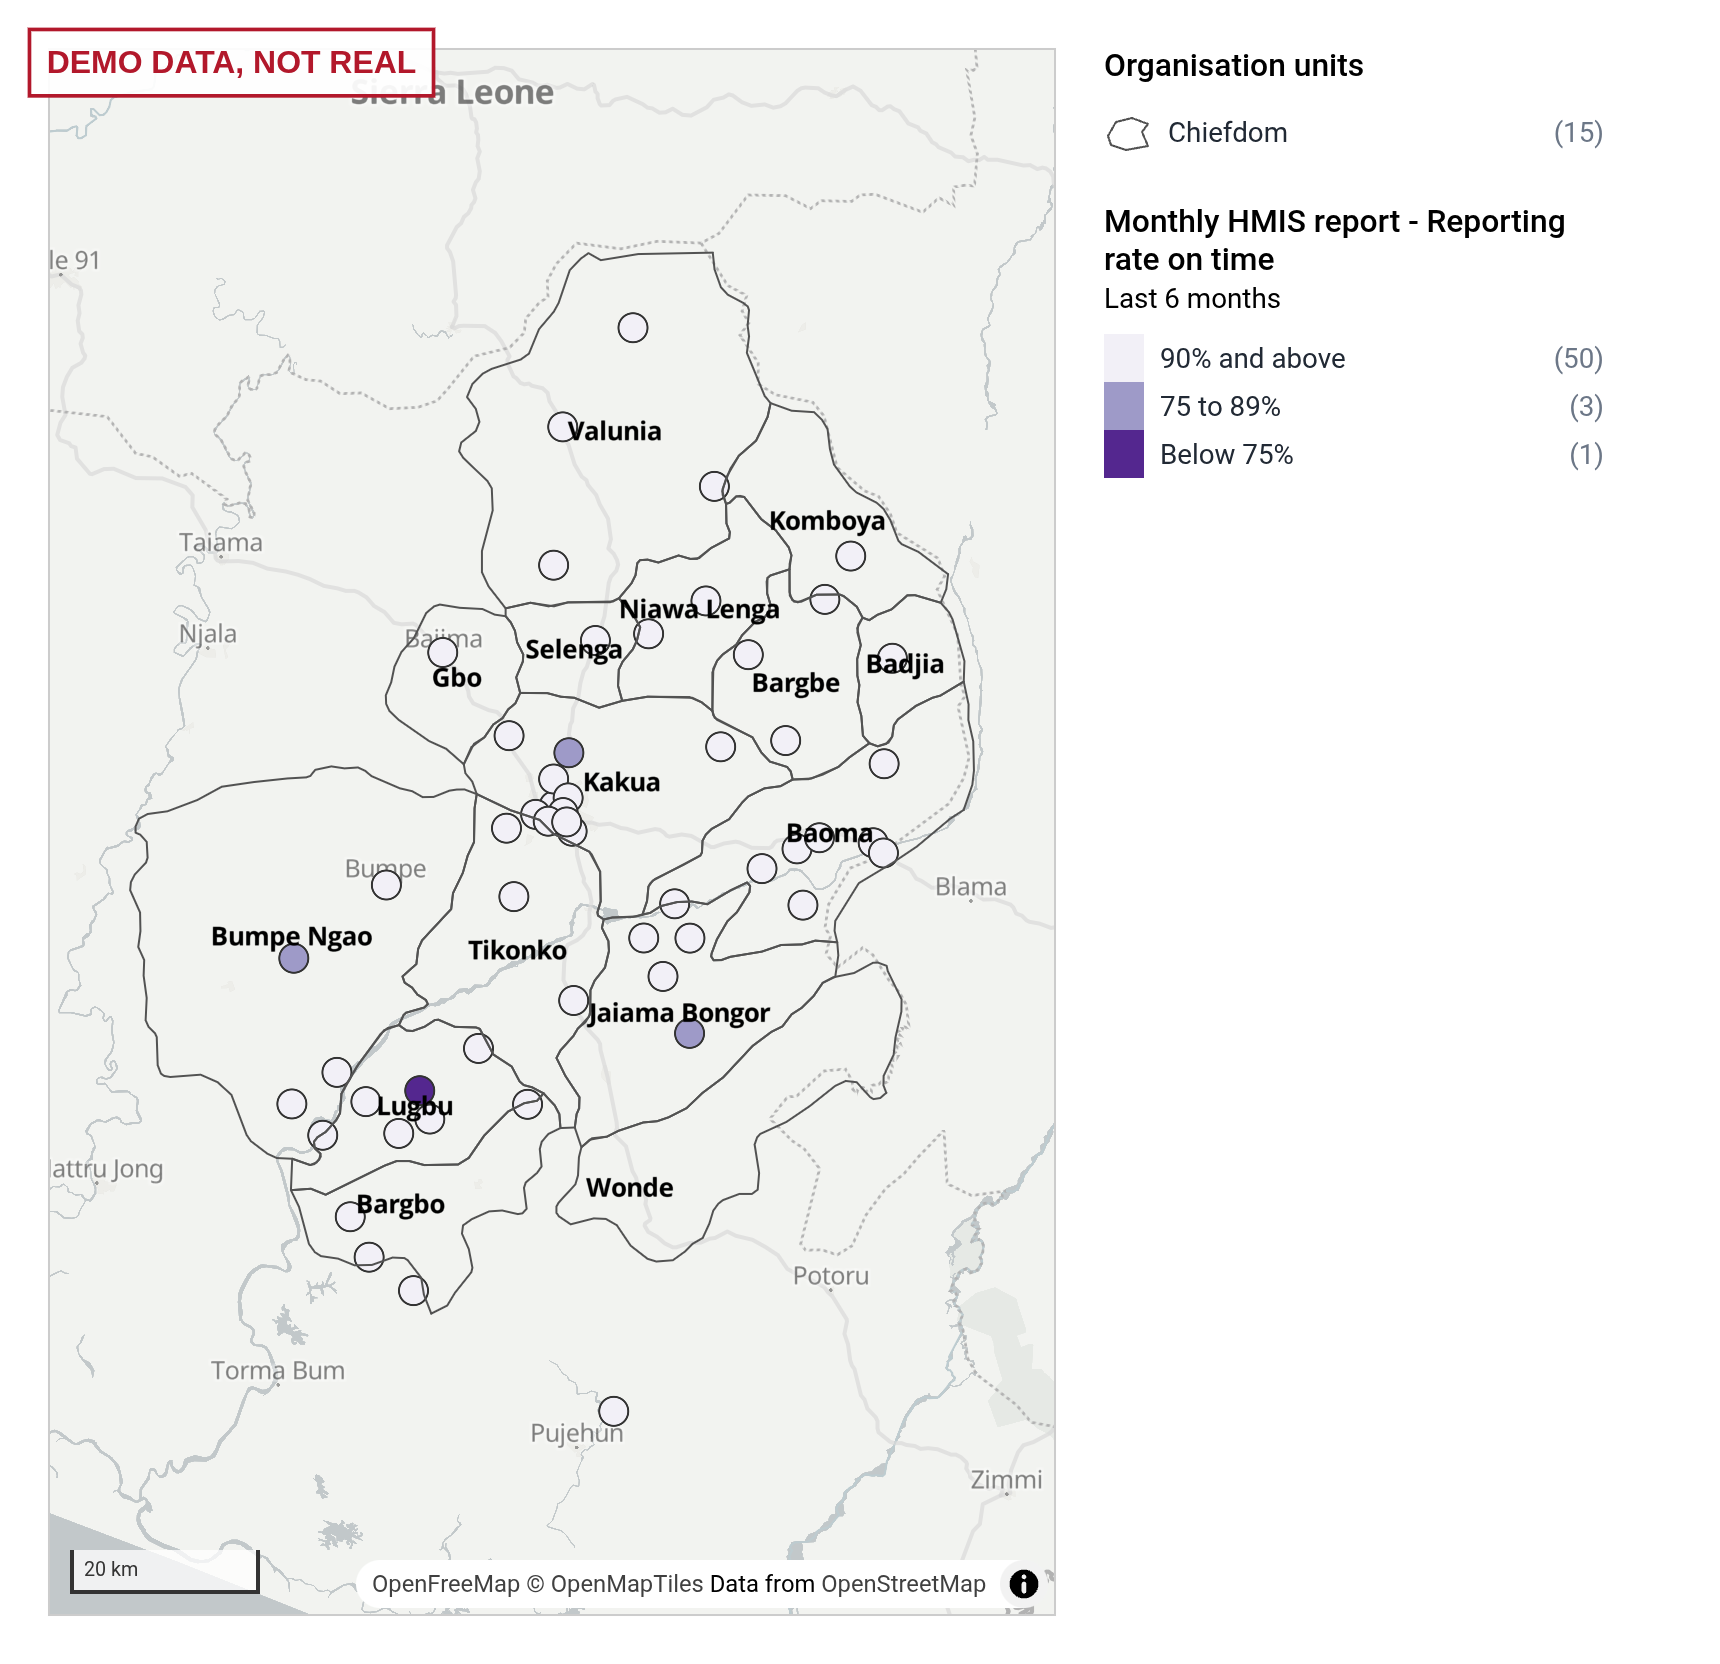 DEMO DATA, NOT REAL
Sierra Leone
le 91
Valunia
Komboya
Taiama
Niawa Lenga
Njala
Bajima
Selenga
Gbo
Badjia
Bargbe
Kakua
Baoma
Bumpe
Blama
Bumpe Ngao
Tikonko
Jaiama Bongor
Lugbu
attru Jong
Wonde
Bargbo
Potoru
Torma Bum
Pujehun
Zimmi
20 km
OpenFreeMap © OpenMapTiles Data from OpenStreetMap
Organisation units
Chiefdom (15)
Monthly HMIS report - Reporting
rate on time
Last 6 months
90% and above (50)
75 to 89% (3)
Below 75% (1)